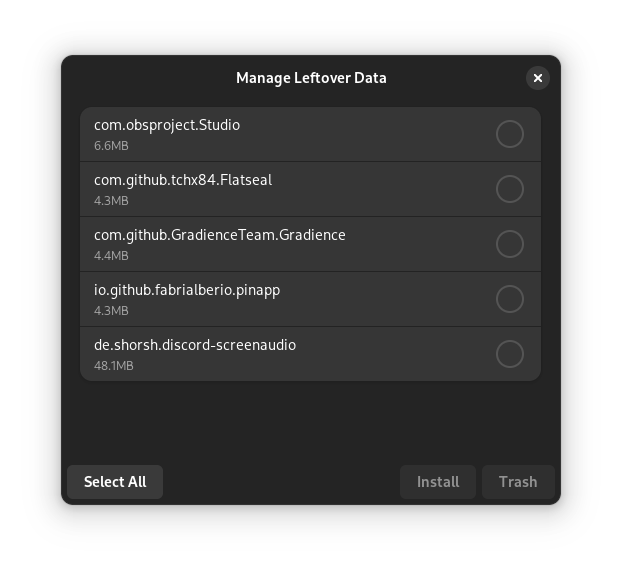 Manage Leftover Data
com.obsproject.Studio
6.6MB
com.github.tchx84.Flatseal
4.3MB
com.github.GradienceTeam.Gradience
4.4MB
io.github.fabrialberio.pinapp
4.3MB
de.shorsh.discord-screenaudio
48.1MB
Select All
Install
Trash